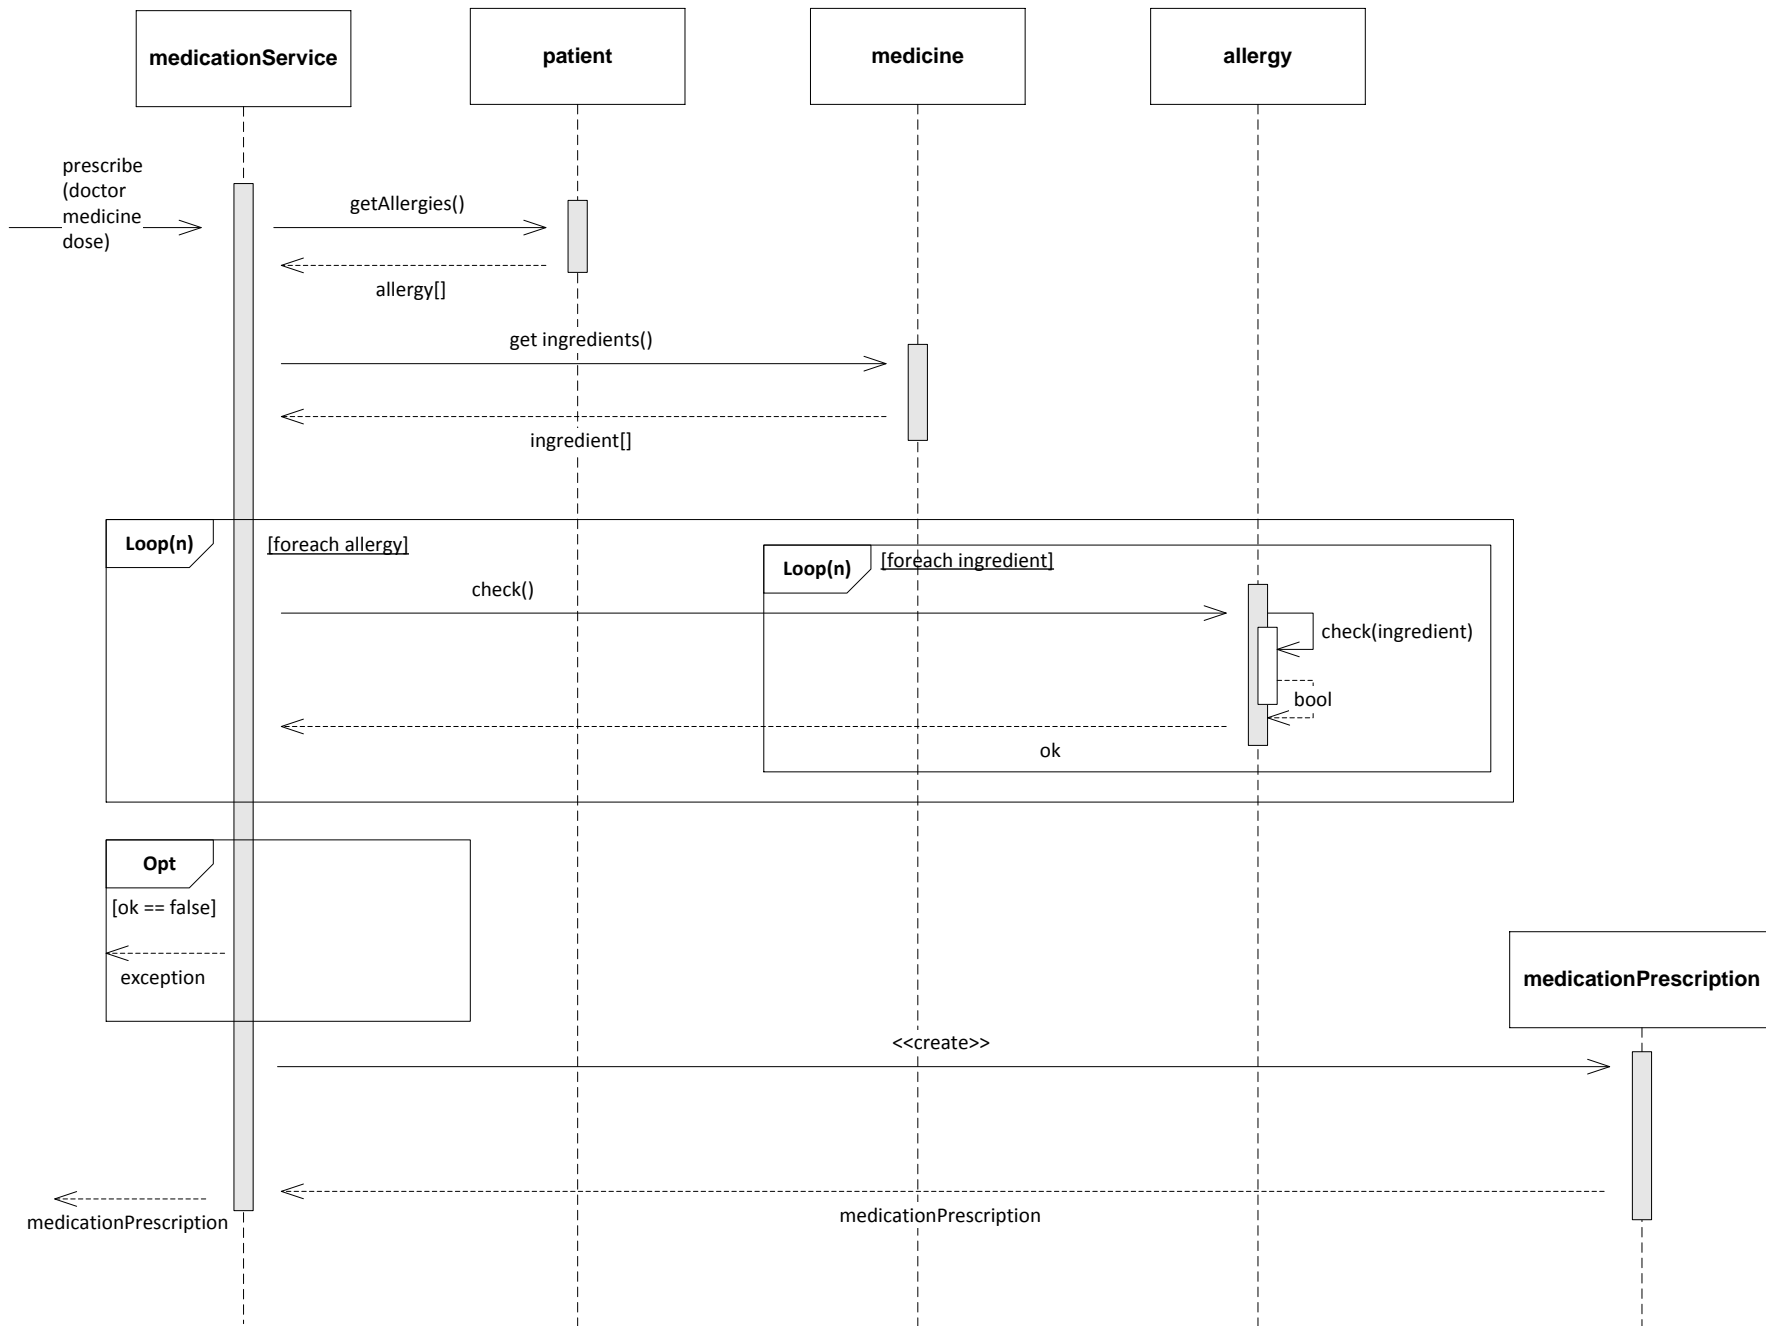 medicationService
patient
medicine
allergy
prescribe
(doctor
medicine
dose)
getAllergies()
allergy[]
get ingredients()
ingredient[]
Loop(n)
[foreach allergy]
Loop(n)
[foreach ingredient]
check()
check(ingredient)
bool
ok
Opt
[ok == false]
exception
medicationPrescription
<<create>>
medicationPrescription
medicationPrescription